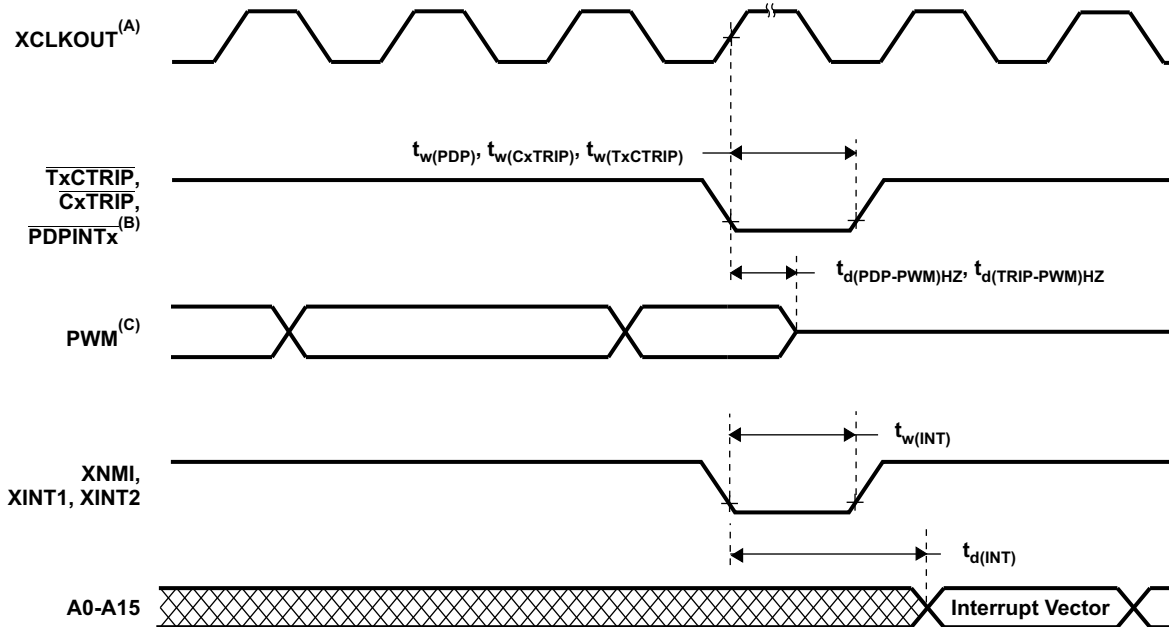 XCLKOUT(A)
tw(PDP), tw(CxTRIP), tw(TxCTRIP)
TxCTRIP,
CxTRIP,
PDPINTx(B)
td(PDP-PWM)HZ, td(TRIP-PWM)HZ
PWM(C)
tw(INT)
XNMI,
XINT1, XINT2
td(INT)
A0-A15
Interrupt Vector